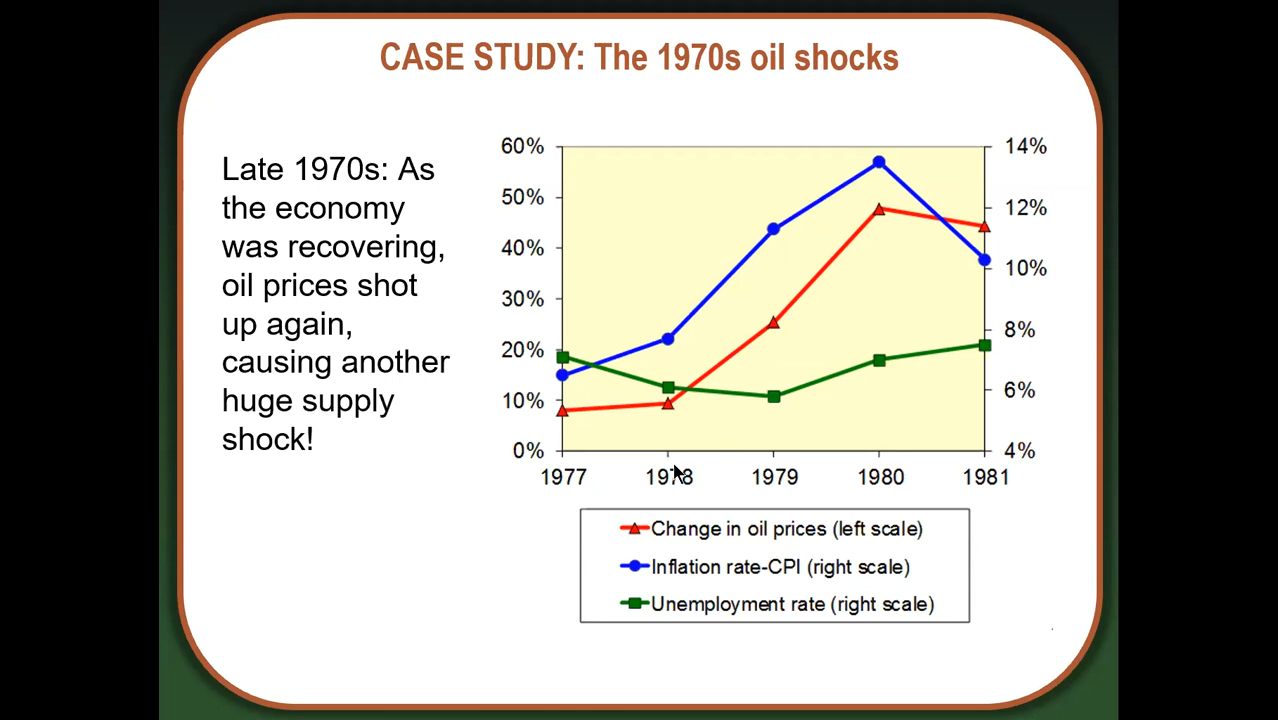 CASE STUDY: The 1970s oil shocks
Late 1970s: As
the economy
was recovering,
oil prices shot
up again,
causing another
huge supply
shock!
60%
50%
40%
30%
20%
10%
0%
14%
12%
10%
8%
6%
4%
1977 1978 1979 1980 1981
Change in oil prices (left scale)
Inflation rate-CPI (right scale)
Unemployment rate (right scale)